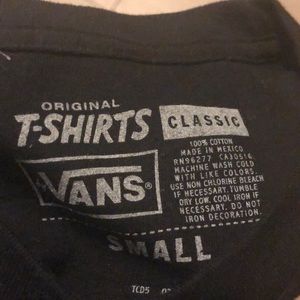 ORIGINAL
T-SHIRTS
CLASSIC
100% COTTON
MADE IN MEXICO
RN96277 CA30516
MACHINE WASH COLD
WITH LIKE COLORS.
USE NON CHLORINE BLEACH
IF NECESSARY. TUMBLE
DRY LOW. COOL IRON IF
NECESSARY. DO NOT
IRON DECORATION.
VANS®
SMALL
TCD5